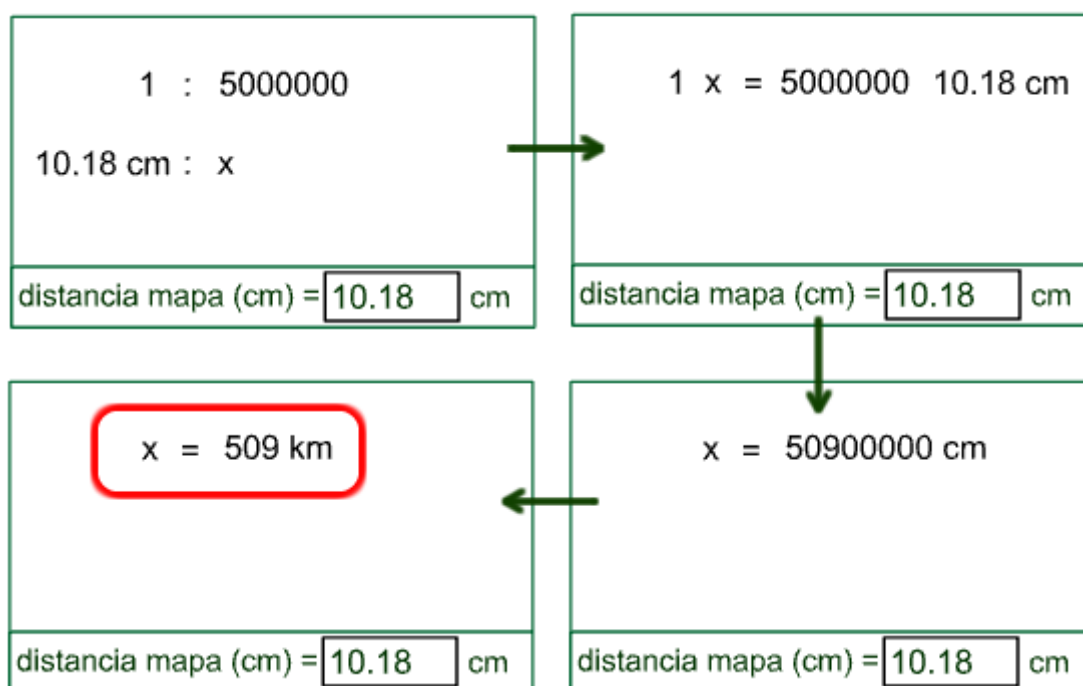 1 : 5000000
10.18 cm : x
distancia mapa (cm) = 10.18 cm
1 x = 5000000 10.18 cm
distancia mapa (cm) = 10.18 cm
x = 50900000 cm
distancia mapa (cm) = 10.18 cm
x = 509 km
distancia mapa (cm) = 10.18 cm